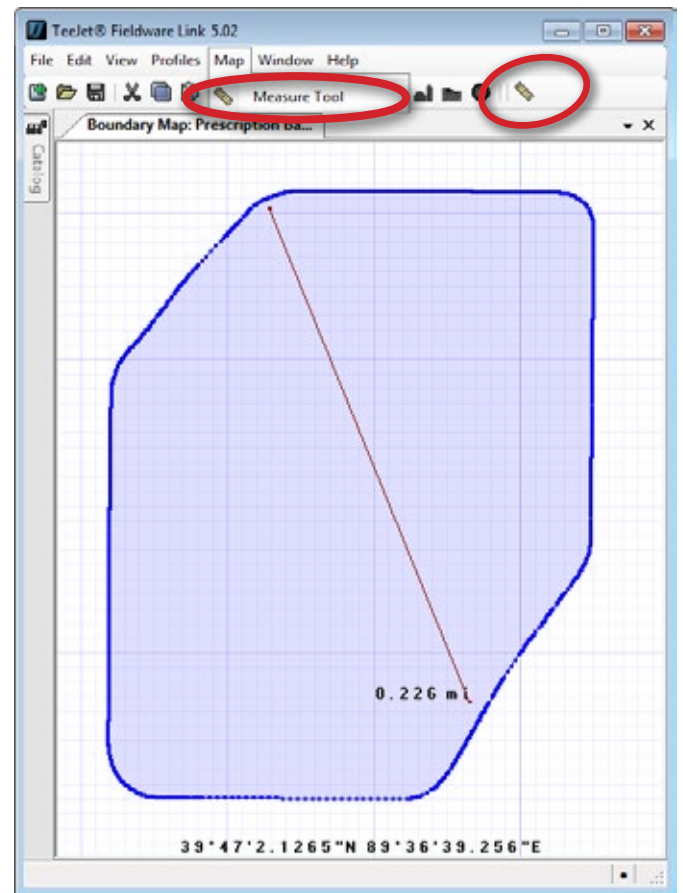 TeeJet® Fieldware Link 5.02
File Edit View Profiles Map Window Help
Measure Tool
Boundary Map: Prescription Ba...
Catalog
0.226 mi
39°47'2.1265"N 89°36'39.256"E